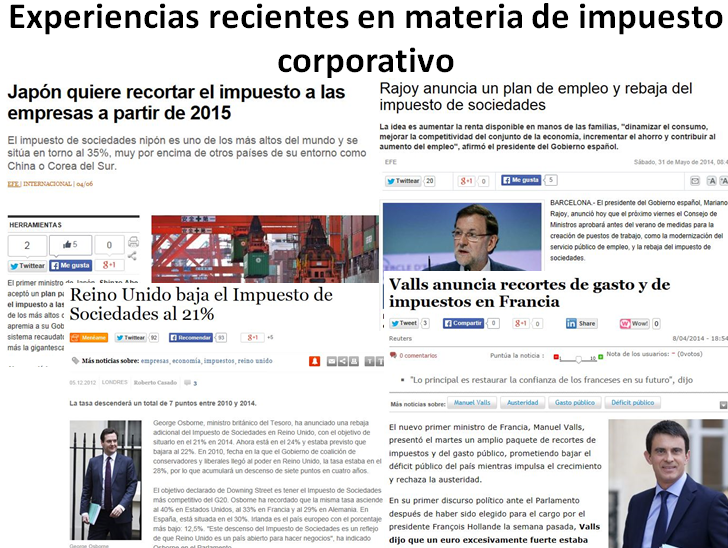 Experiencias recientes en materia de impuesto
corporativo
Japón quiere recortar el impuesto a las
empresas a partir de 2015
El impuesto de sociedades nipón es uno de los más altos del mundo y se
sitúa en torno al 35%, muy por encima de otros países de su entorno como
China o Corea del Sur.
EFE | INTERNACIONAL | 04/06
HERRAMIENTAS
2 5 0
Twittear Me gusta g+1
El primer ministro
aceptó un plan
el impuesto a las
de los más altos
apremia a su Gob
sistema recaudat
más la gigantesca
Rajoy anuncia un plan de empleo y rebaja del
impuesto de sociedades
La idea es aumentar la renta disponible en manos de las familias, "dinamizar el consumo,
mejorar la competitividad del conjunto de la economía, incrementar el ahorro y contribuir al
aumento del empleo", afirmó el presidente del Gobierno español.
EFE Sábado, 31 de Mayo de 2014, 06:4
Twittear 20 g+1 0 Me gusta 5
BARCELONA.- El presidente del Gobierno español, Mariano
Rajoy, anunció hoy que el próximo viernes el Consejo de
Ministros aprobará antes del verano de medidas para la
creación de puestos de trabajo, como la modernización del
servicio público de empleo, y la rebaja del impuesto de
sociedades.
Reino Unido baja el Impuesto de
Sociedades al 21%
Menéame Twittear 92 Recomendar 93 g+1 +5
Más noticias sobre: empresas, economía, impuestos, reino unido
05.12.2012 LONDRES Roberto Casado 3
La tasa descenderá un total de 7 puntos entre 2010 y 2014.
George Osborne, ministro británico del Tesoro, ha anunciado una rebaja
adicional del Impuesto de Sociedades en Reino Unido, con el objetivo de
situarlo en el 21% en 2014. Ahora está en el 24% y estaba previsto que
bajara al 22%. En 2010, fecha en la que el Gobierno de coalición de
conservadores y liberales llegó al poder en Reino Unido, la tasa estaba en el
28%, por lo que acumulará un descenso de siete puntos en cuatro años.
El objetivo declarado de Downing Street es tener el Impuesto de Sociedades
más competitivo del G20. Osborne ha recordado que la misma tasa asciende
al 40% en Estados Unidos, al 33% en Francia y al 29% en Alemania. En
España, está situada en el 30%. Irlanda es el país europeo con el porcentaje
más bajo: 12,5%. "Este descenso del Impuesto de Sociedades es un reflejo
de que Reino Unido es un país abierto para hacer negocios", ha indicado
Osborne en el Parlamento.
George Osborne
Valls anuncia recortes de gasto y de
impuestos en Francia
Tweet 3 Compartir 0 g+1 0 Share Wow! 0
Reuters 8/04/2014 - 18:54
0 comentarios Puntúa la noticia : Nota de los usuarios: - (0votos)
"Lo principal es restaurar la confianza de los franceses en su futuro", dijo
Más noticias sobre: Manuel Valls Austeridad Gasto público Déficit público
El nuevo primer ministro de Francia, Manuel Valls,
presentó el martes un amplio paquete de recortes de
impuestos y del gasto público, prometiendo bajar del
déficit público del país mientras impulsa el crecimiento
y rechaza la austeridad.
En su primer discurso político ante el Parlamento
después de haber sido elegido para el cargo por el
presidente François Hollande la semana pasada, Valls
dijo que un euro excesivamente fuerte estaba